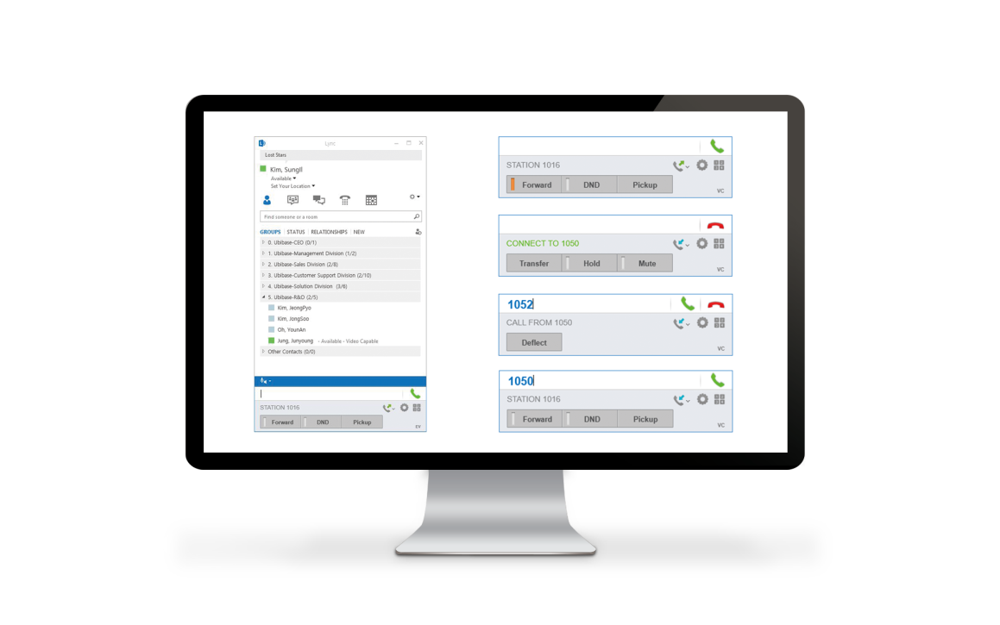 Lync
Lost Stars
Kim, Sungil
Available
Set Your Location
Find someone or a room
GROUPS STATUS RELATIONSHIPS NEW
0. Ubibase-CEO (0/1)
1. Ubibase-Management Division (1/2)
2. Ubibase-Sales Division (2/8)
3. Ubibase-Customer Support Division (2/10)
4. Ubibase-Solution Division (3/6)
5. Ubibase-R&D (2/5)
Kim, JeongPyo
Kim, JongSoo
Oh, YounAn
Jung, Junyoung - Available - Video Capable
Other Contacts (0/0)
STATION 1016
Forward DND Pickup
EV
STATION 1016
Forward DND Pickup
VC
CONNECT TO 1050
Transfer Hold Mute
VC
1052
CALL FROM 1050
Deflect
VC
1050
STATION 1016
Forward DND Pickup
VC